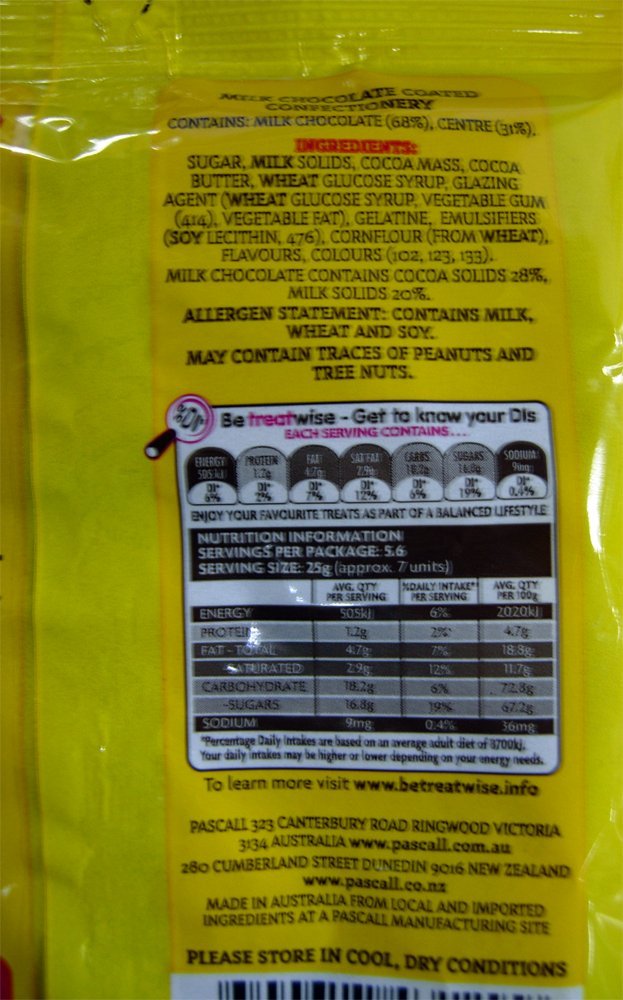 MILK CHOCOLATE COATED
CONFECTIONERY
CONTAINS: MILK CHOCOLATE (68%), CENTRE (31%).
INGREDIENTS:
SUGAR, MILK SOLIDS, COCOA MASS, COCOA
BUTTER, WHEAT GLUCOSE SYRUP, GLAZING
AGENT (WHEAT GLUCOSE SYRUP, VEGETABLE GUM
(414), VEGETABLE FAT), GELATINE, EMULSIFIERS
(SOY LECITHIN, 476), CORNFLOUR (FROM WHEAT),
FLAVOURS, COLOURS (102, 123, 133).
MILK CHOCOLATE CONTAINS COCOA SOLIDS 28%,
MILK SOLIDS 20%.
ALLERGEN STATEMENT: CONTAINS MILK,
WHEAT AND SOY.
MAY CONTAIN TRACES OF PEANUTS AND
TREE NUTS.
%DI* Be treatwise - Get to know your DIs
EACH SERVING CONTAINS...
ENERGY PROTEIN FAT SAT FAT CARBS SUGARS SODIUM
505kJ 1.2g 4.7g 2.9g 18.2g 16.8g 9mg
DI* DI* DI* DI* DI* DI* DI*
6% 2% 7% 12% 6% 19% 0.4%
ENJOY YOUR FAVOURITE TREATS AS PART OF A BALANCED LIFESTYLE
NUTRITION INFORMATION
SERVINGS PER PACKAGE: 5.6
SERVING SIZE: 25g (approx. 7 units)
AVG. QTY %DAILY INTAKE* AVG. QTY
PER SERVING PER SERVING PER 100g
ENERGY 505kJ 6% 2020kJ
PROTEIN 1.2g 2% 4.7g
FAT - TOTAL 4.7g 7% 18.8g
-SATURATED 2.9g 12% 11.7g
CARBOHYDRATE 18.2g 6% 72.8g
-SUGARS 16.8g 19% 67.2g
SODIUM 9mg 0.4% 36mg
*Percentage Daily Intakes are based on an average adult diet of 8700kJ.
Your daily intakes may be higher or lower depending on your energy needs.
To learn more visit www.betreatwise.info
PASCALL 323 CANTERBURY ROAD RINGWOOD VICTORIA
3134 AUSTRALIA www.pascall.com.au
280 CUMBERLAND STREET DUNEDIN 9016 NEW ZEALAND
www.pascall.co.nz
MADE IN AUSTRALIA FROM LOCAL AND IMPORTED
INGREDIENTS AT A PASCALL MANUFACTURING SITE
PLEASE STORE IN COOL, DRY CONDITIONS